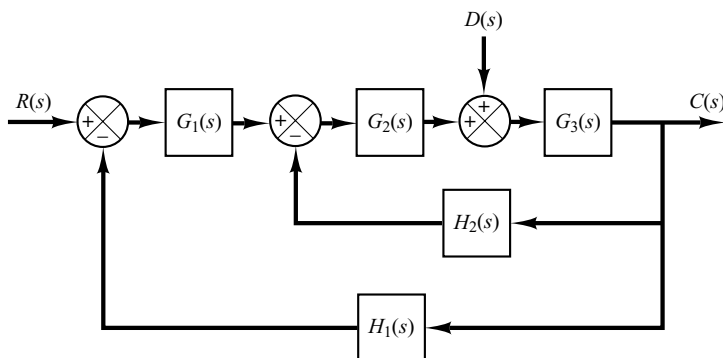 D(s)
R(s)
+
−
G₁(s)
+
−
G₂(s)
+
+
G₃(s)
C(s)
H₂(s)
H₁(s)